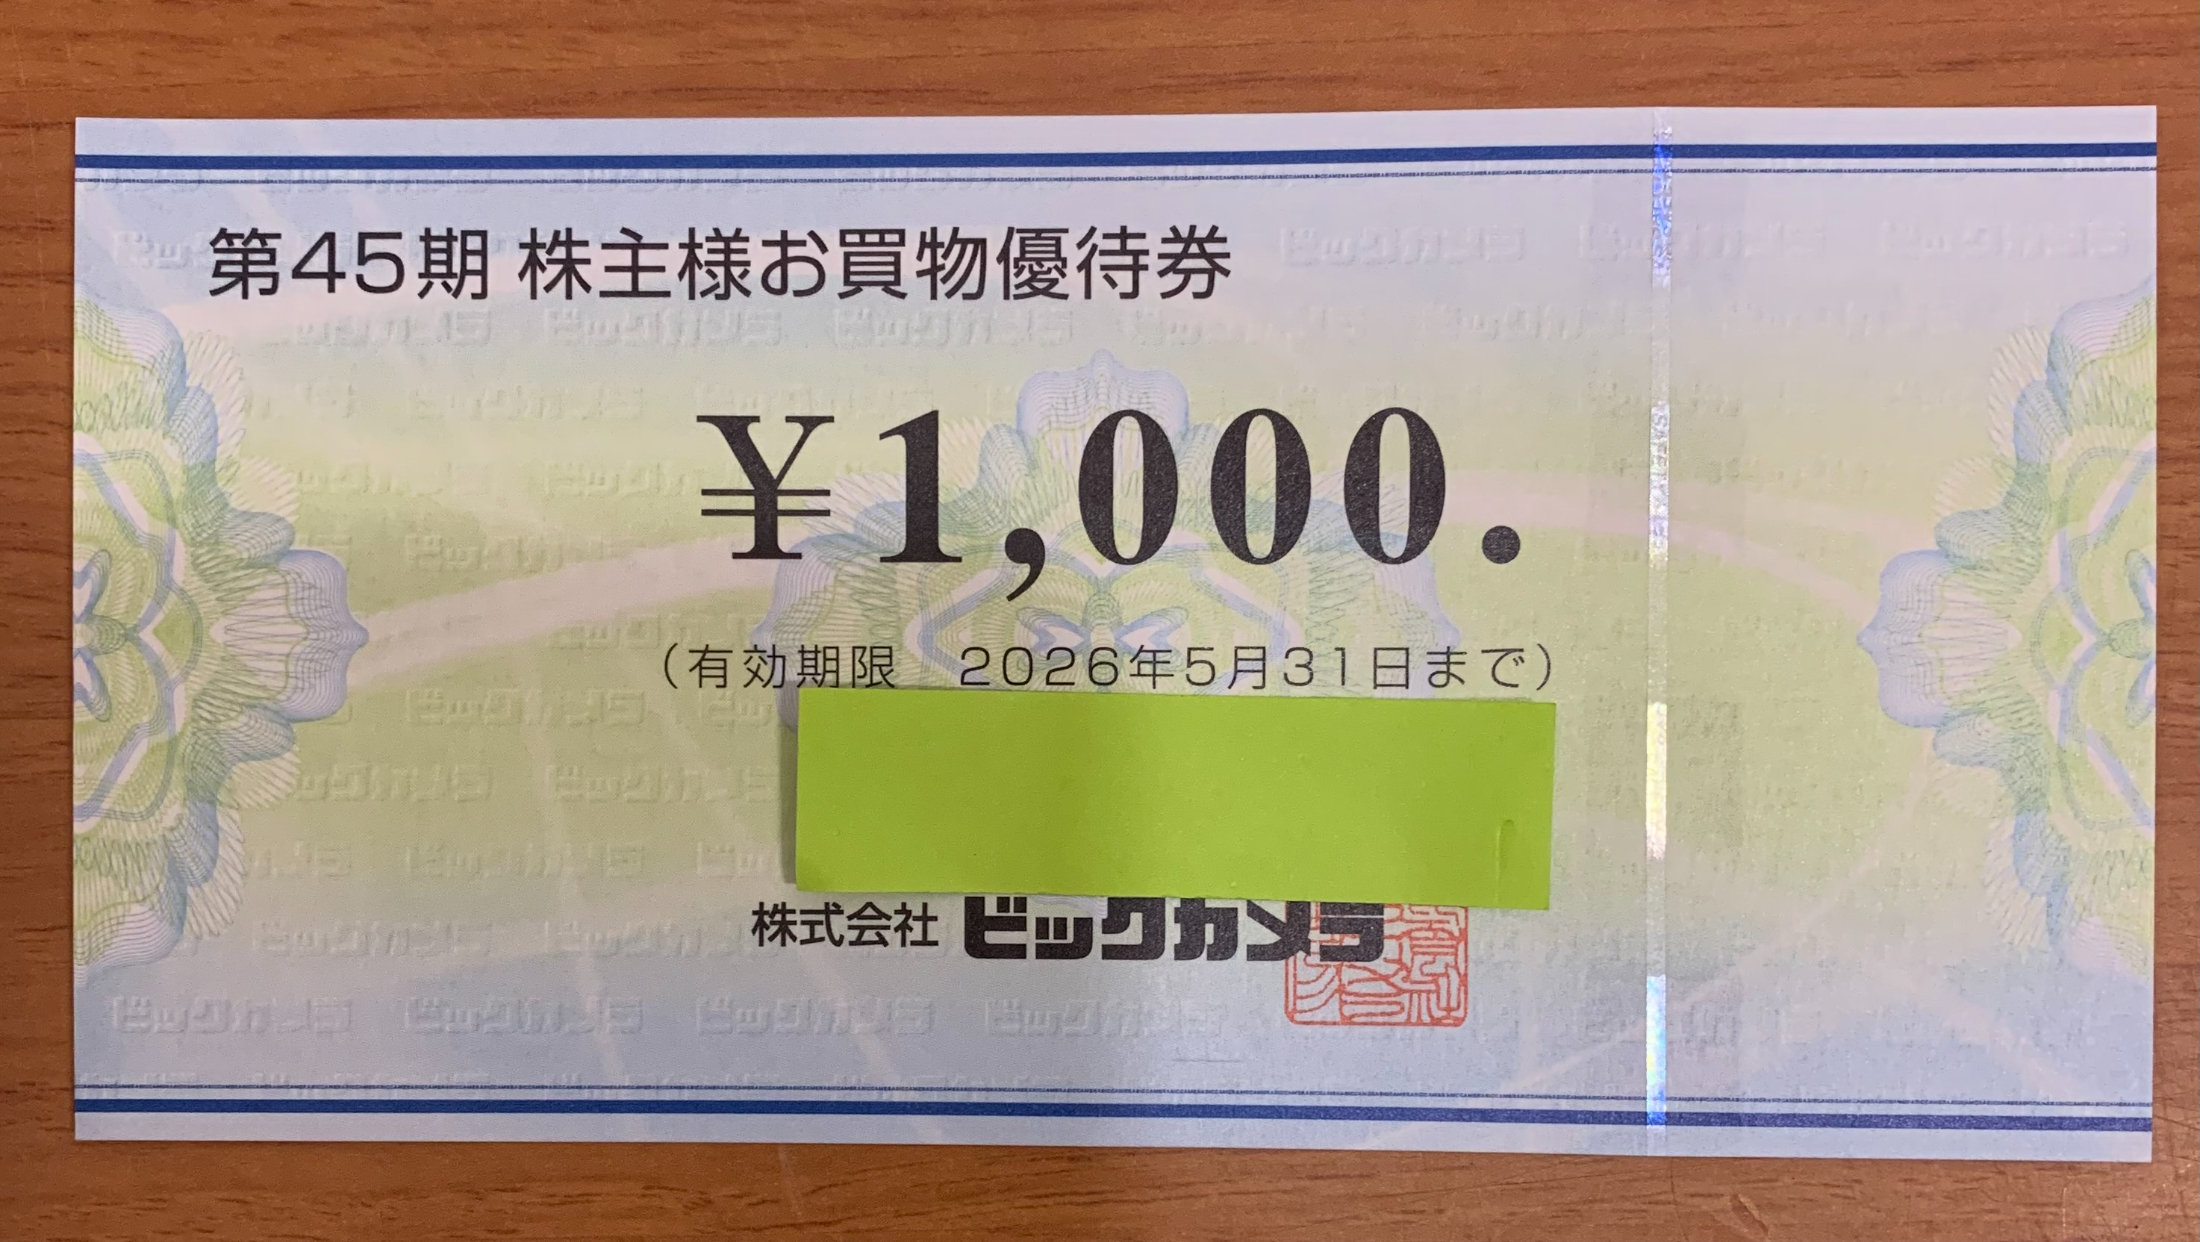 第45期 株主様お買物優待券
¥1,000.
（有効期限　2026年5月31日まで）
株式会社 ビックカメラ